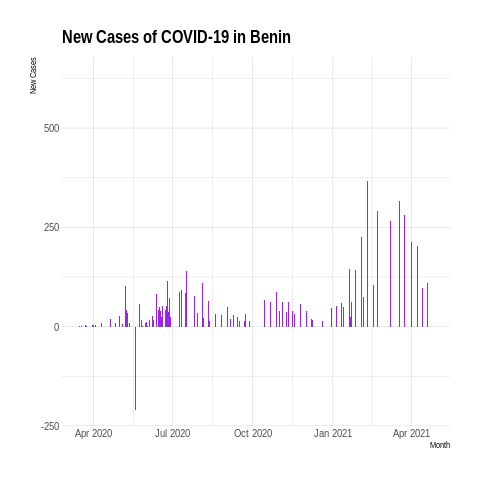 New Cases of COVID-19 in Benin
New Cases
500
250
0
-250
Apr 2020 Jul 2020 Oct 2020 Jan 2021 Apr 2021
Month